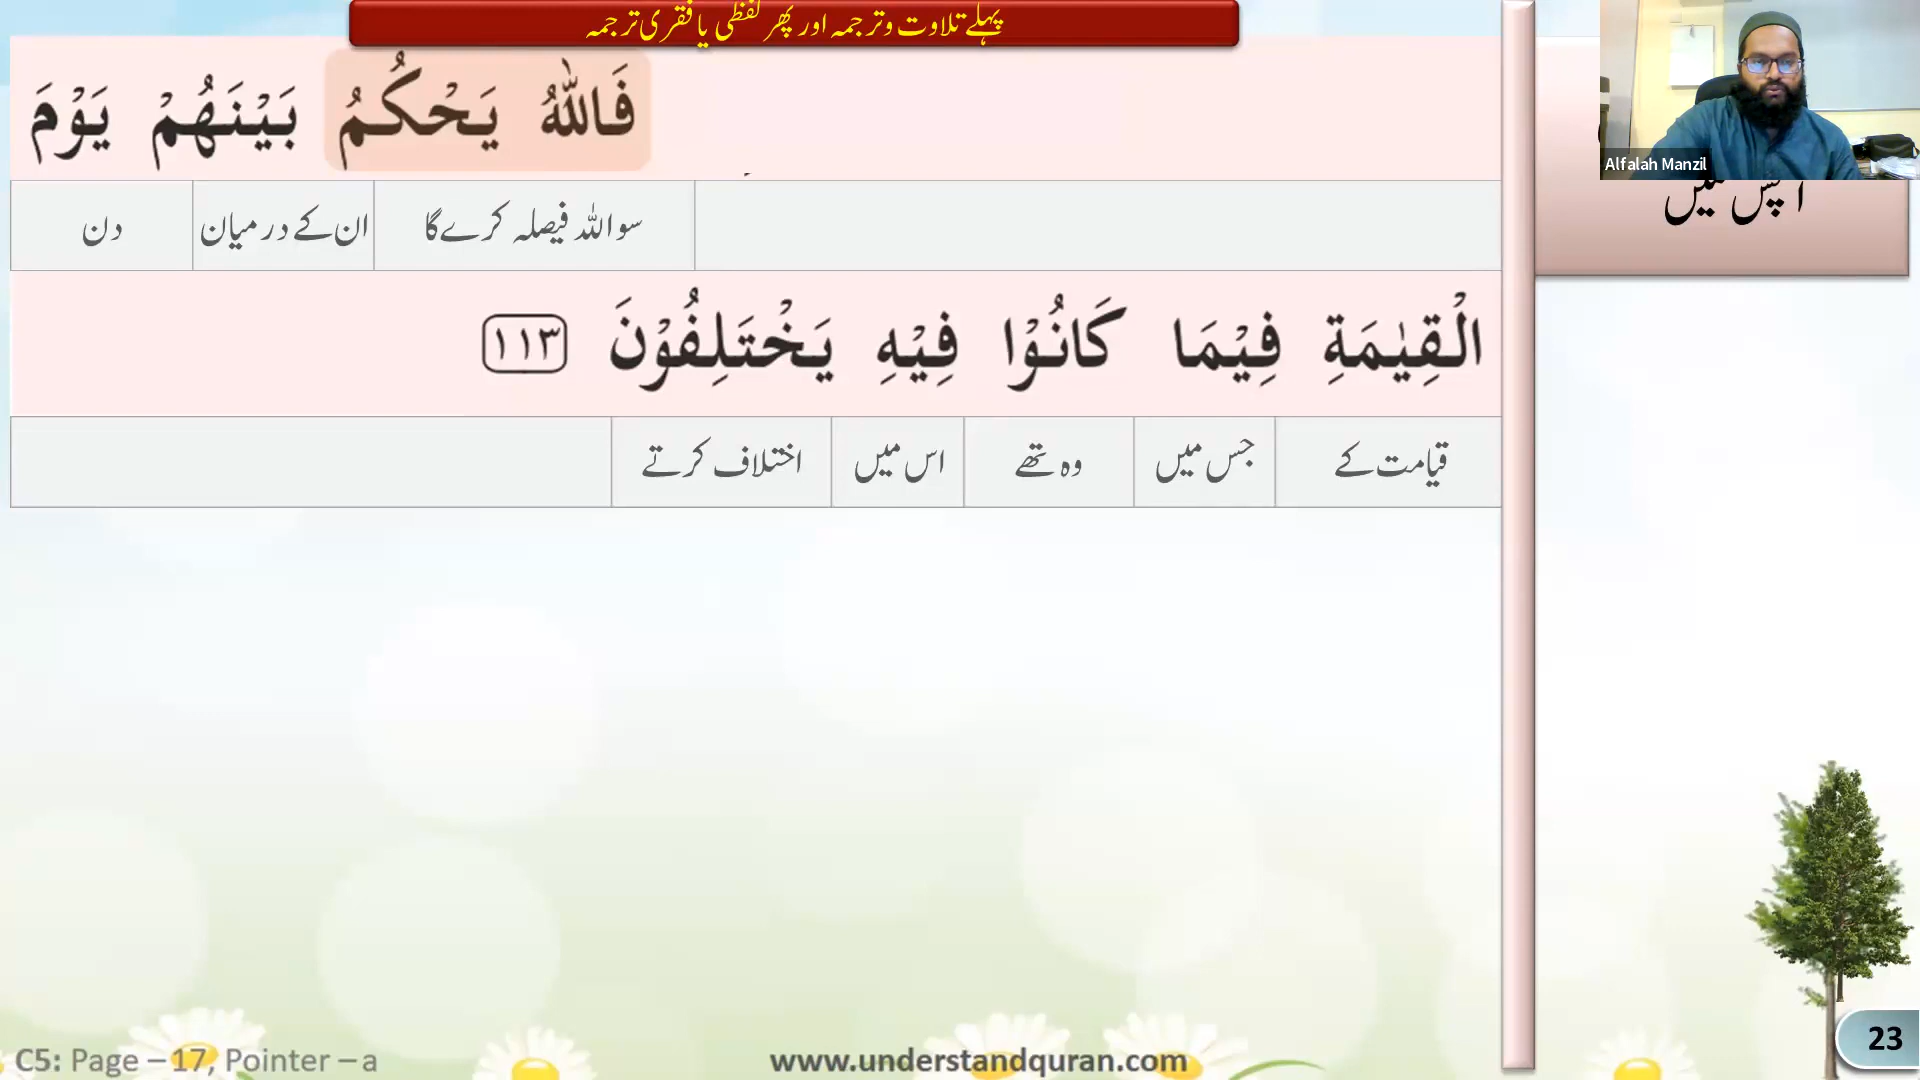 پہلے تلاوت وترجمہ اور پھر لفظی یا فقری ترجمہ
فَاللّٰهُ يَحْكُمُ بَيْنَهُمْ يَوْمَ
سو اللہ فیصلہ کرے گا ان کے درمیان دن
الْقِيٰمَةِ فِيْمَا كَانُوْا فِيْهِ يَخْتَلِفُوْنَ ١١٣
قیامت کے جس میں وہ تھے اس میں اختلاف کرتے
Alfalah Manzil
آپس میں
C5: Page – 17, Pointer – a
www.understandquran.com
23